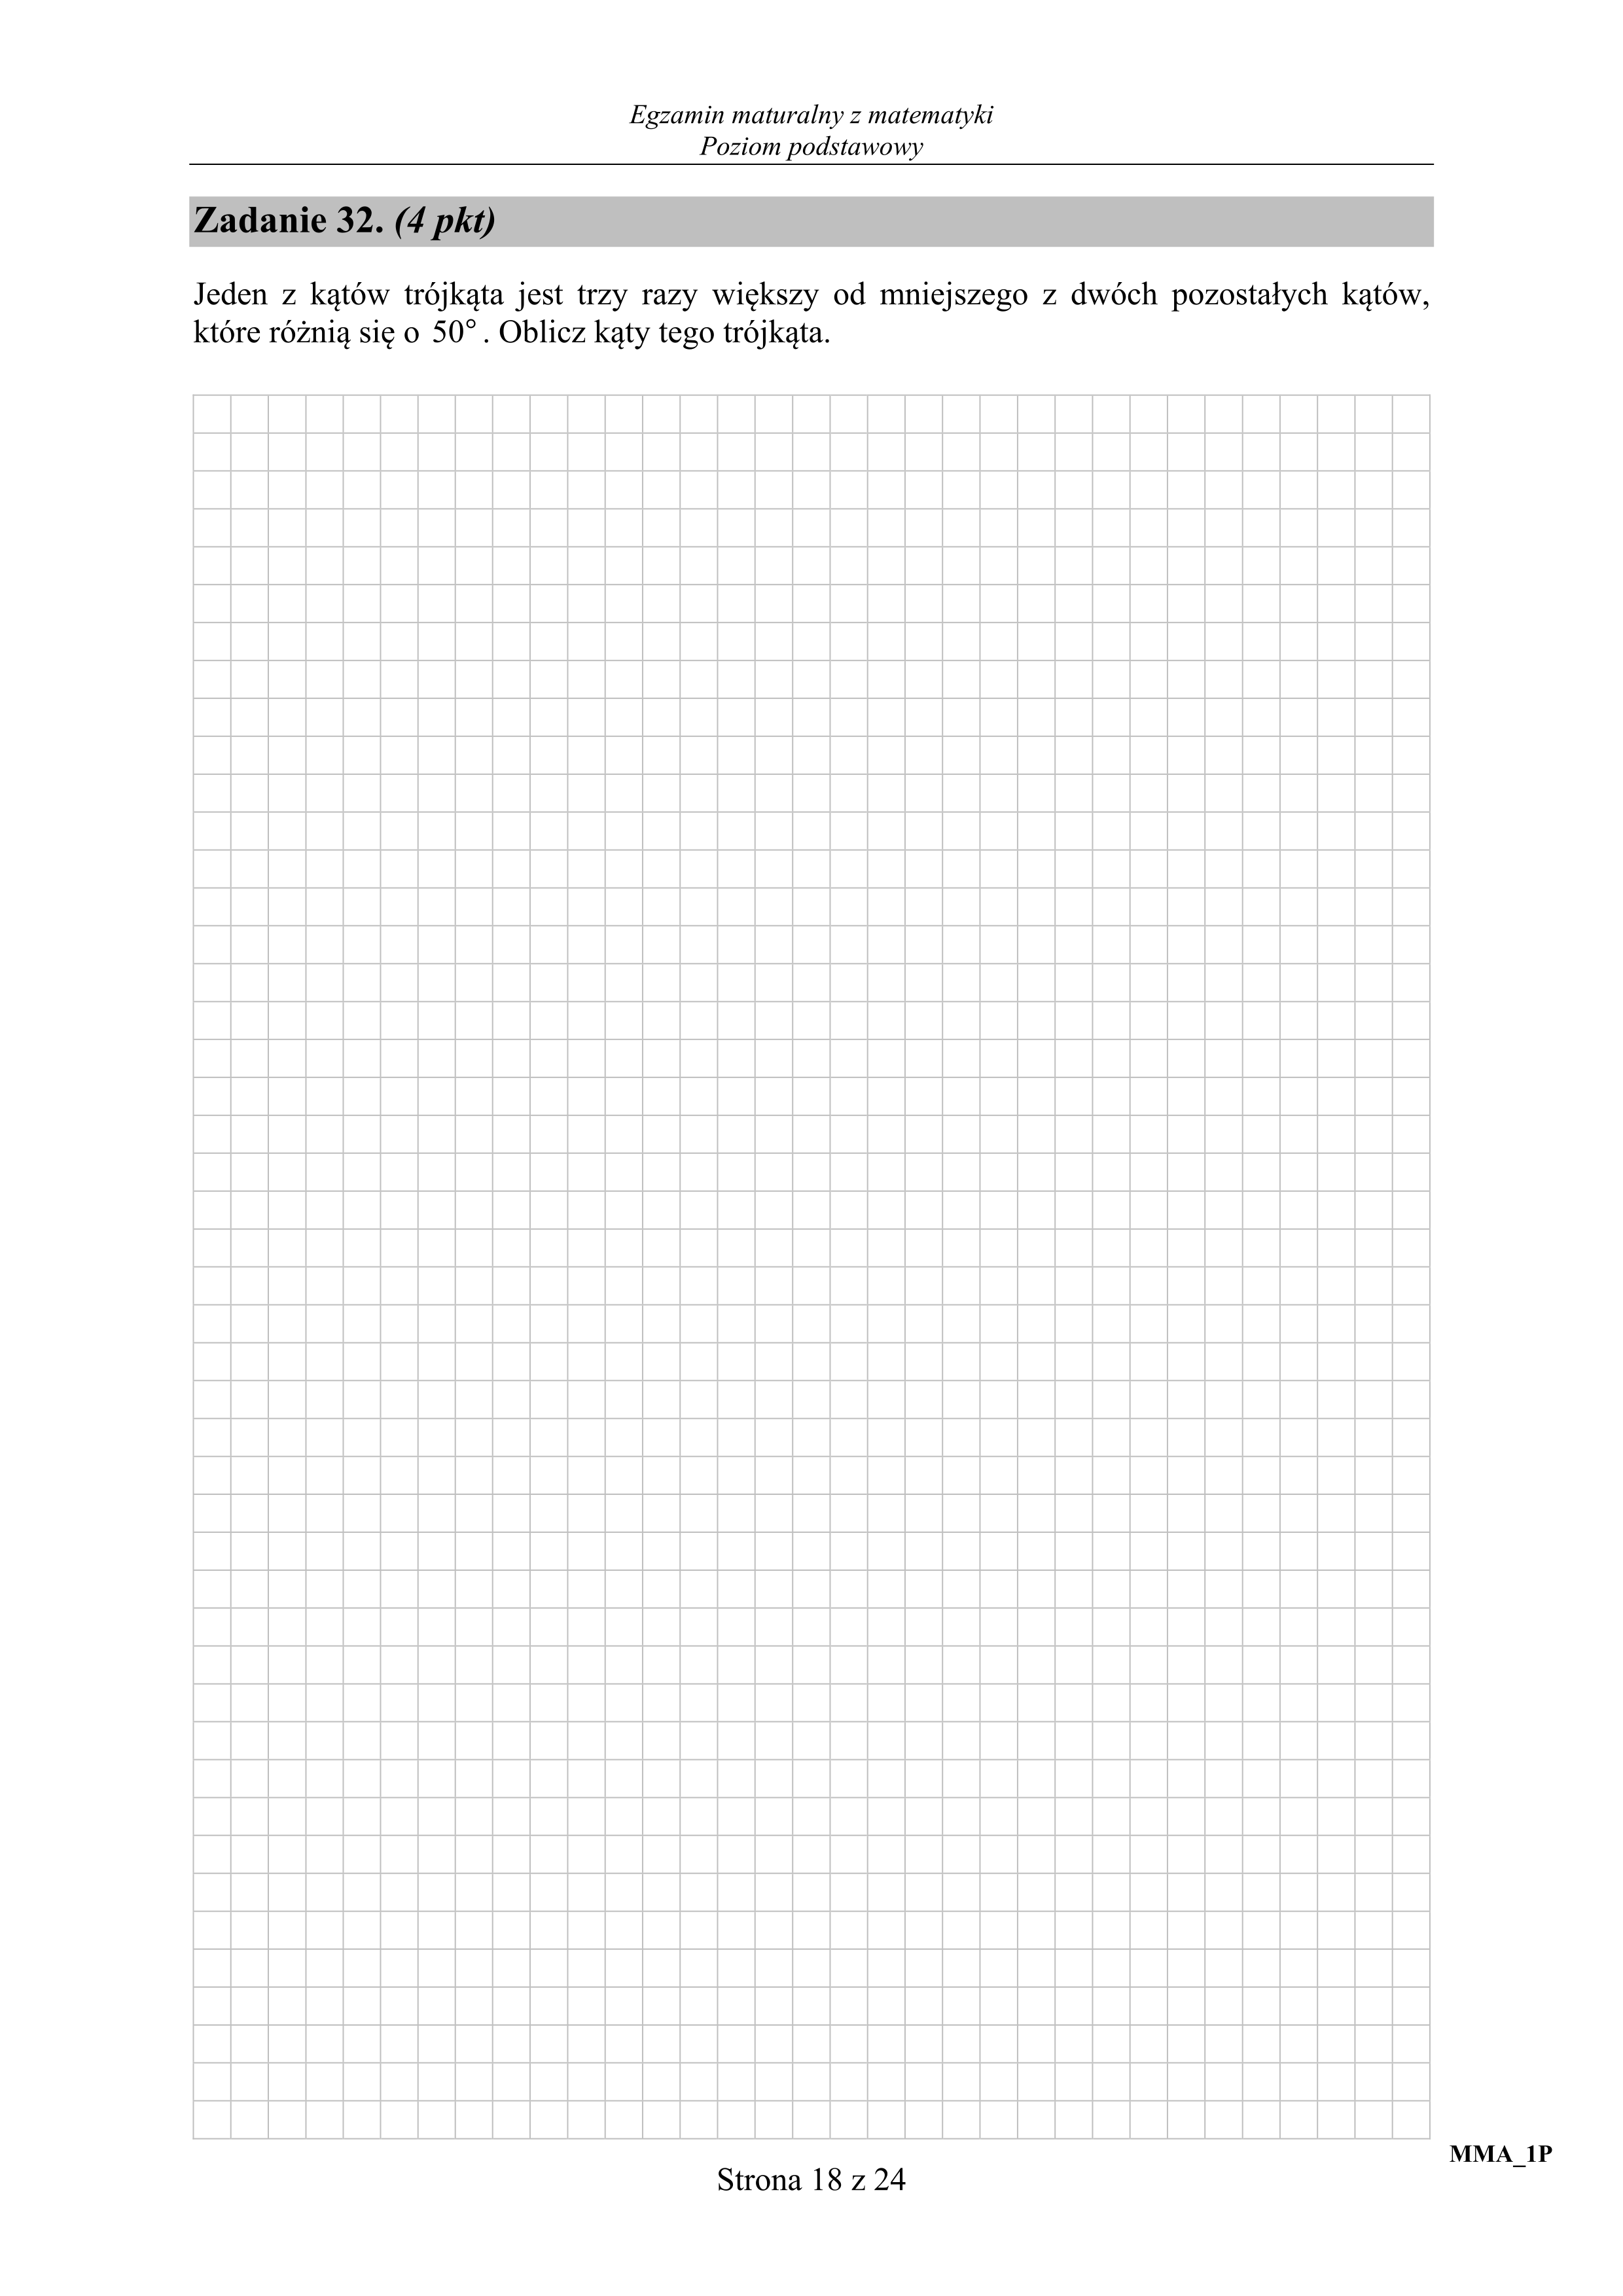 Egzamin maturalny z matematyki
Poziom podstawowy
Zadanie 32. (4 pkt)
Jeden z kątów trójkąta jest trzy razy większy od mniejszego z dwóch pozostałych kątów,
które różnią się o 50° . Oblicz kąty tego trójkąta.
MMA_1P
Strona 18 z 24